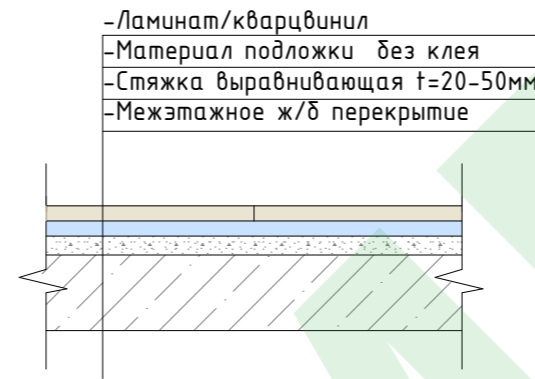 -Ламинат/кварцвинил
-Материал подложки без клея
-Стяжка выравнивающая t=20-50мм
-Межэтажное ж/б перекрытие